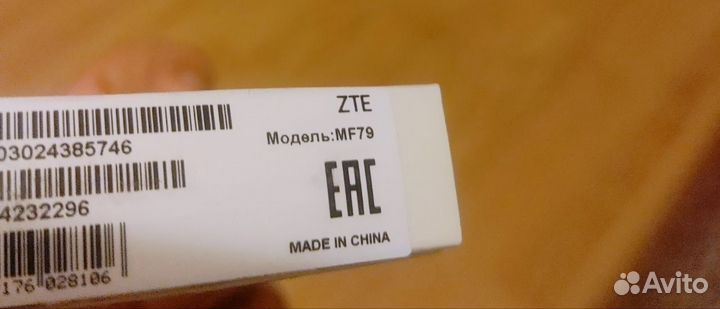 ZTE
Модель:MF79
03024385746
EAC
4232296
MADE IN CHINA
176 028106
Avito